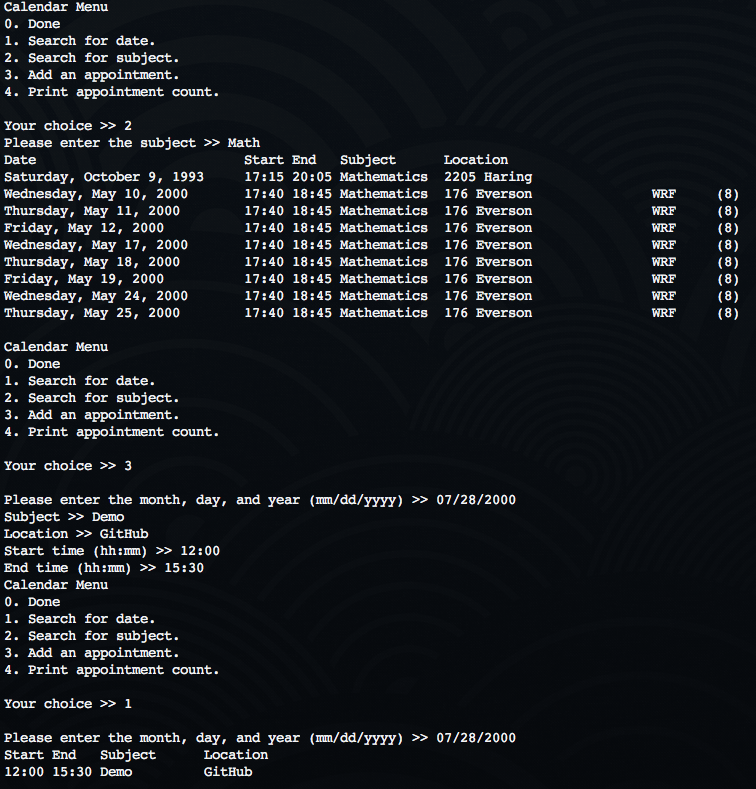 Calendar Menu
0. Done
1. Search for date.
2. Search for subject.
3. Add an appointment.
4. Print appointment count.

Your choice >> 2
Please enter the subject >> Math
Date                          Start End   Subject      Location
Saturday, October 9, 1993     17:15 20:05 Mathematics  2205 Haring
Wednesday, May 10, 2000       17:40 18:45 Mathematics  176 Everson               WRF     (8)
Thursday, May 11, 2000        17:40 18:45 Mathematics  176 Everson               WRF     (8)
Friday, May 12, 2000          17:40 18:45 Mathematics  176 Everson               WRF     (8)
Wednesday, May 17, 2000       17:40 18:45 Mathematics  176 Everson               WRF     (8)
Thursday, May 18, 2000        17:40 18:45 Mathematics  176 Everson               WRF     (8)
Friday, May 19, 2000          17:40 18:45 Mathematics  176 Everson               WRF     (8)
Wednesday, May 24, 2000       17:40 18:45 Mathematics  176 Everson               WRF     (8)
Thursday, May 25, 2000        17:40 18:45 Mathematics  176 Everson               WRF     (8)

Calendar Menu
0. Done
1. Search for date.
2. Search for subject.
3. Add an appointment.
4. Print appointment count.

Your choice >> 3

Please enter the month, day, and year (mm/dd/yyyy) >> 07/28/2000
Subject >> Demo
Location >> GitHub
Start time (hh:mm) >> 12:00
End time (hh:mm) >> 15:30
Calendar Menu
0. Done
1. Search for date.
2. Search for subject.
3. Add an appointment.
4. Print appointment count.

Your choice >> 1

Please enter the month, day, and year (mm/dd/yyyy) >> 07/28/2000
Start End   Subject      Location
12:00 15:30 Demo         GitHub